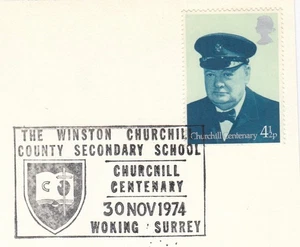 Churchill Centenary 4½p
THE WINSTON CHURCHILL
COUNTY SECONDARY SCHOOL
CHURCHILL
CENTENARY
30 NOV 1974
WOKING SURREY